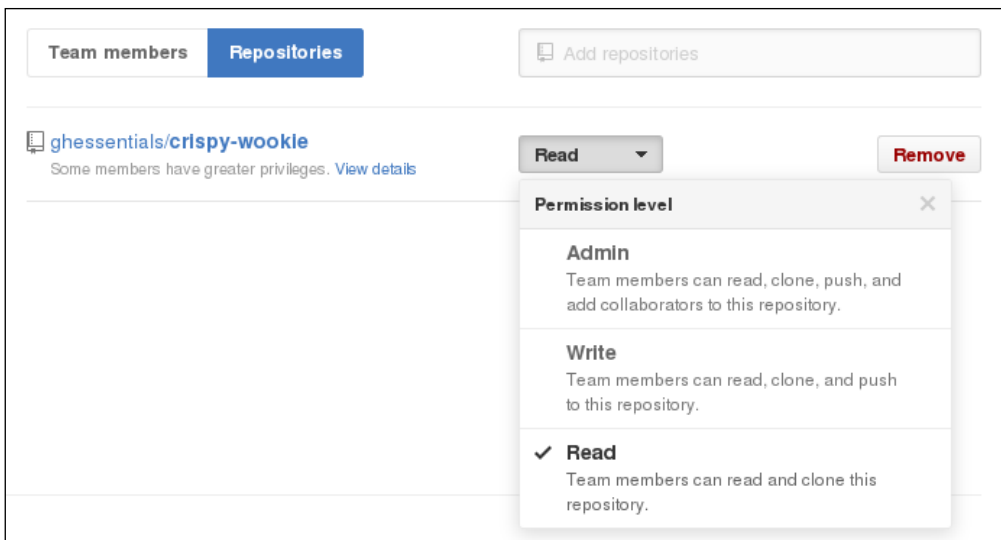 Team members
Repositories
Add repositories
ghessentials/crispy-wookie
Some members have greater privileges. View details
Read
Remove
Permission level
Admin
Team members can read, clone, push, and
add collaborators to this repository.
Write
Team members can read, clone, and push
to this repository.
Read
Team members can read and clone this
repository.